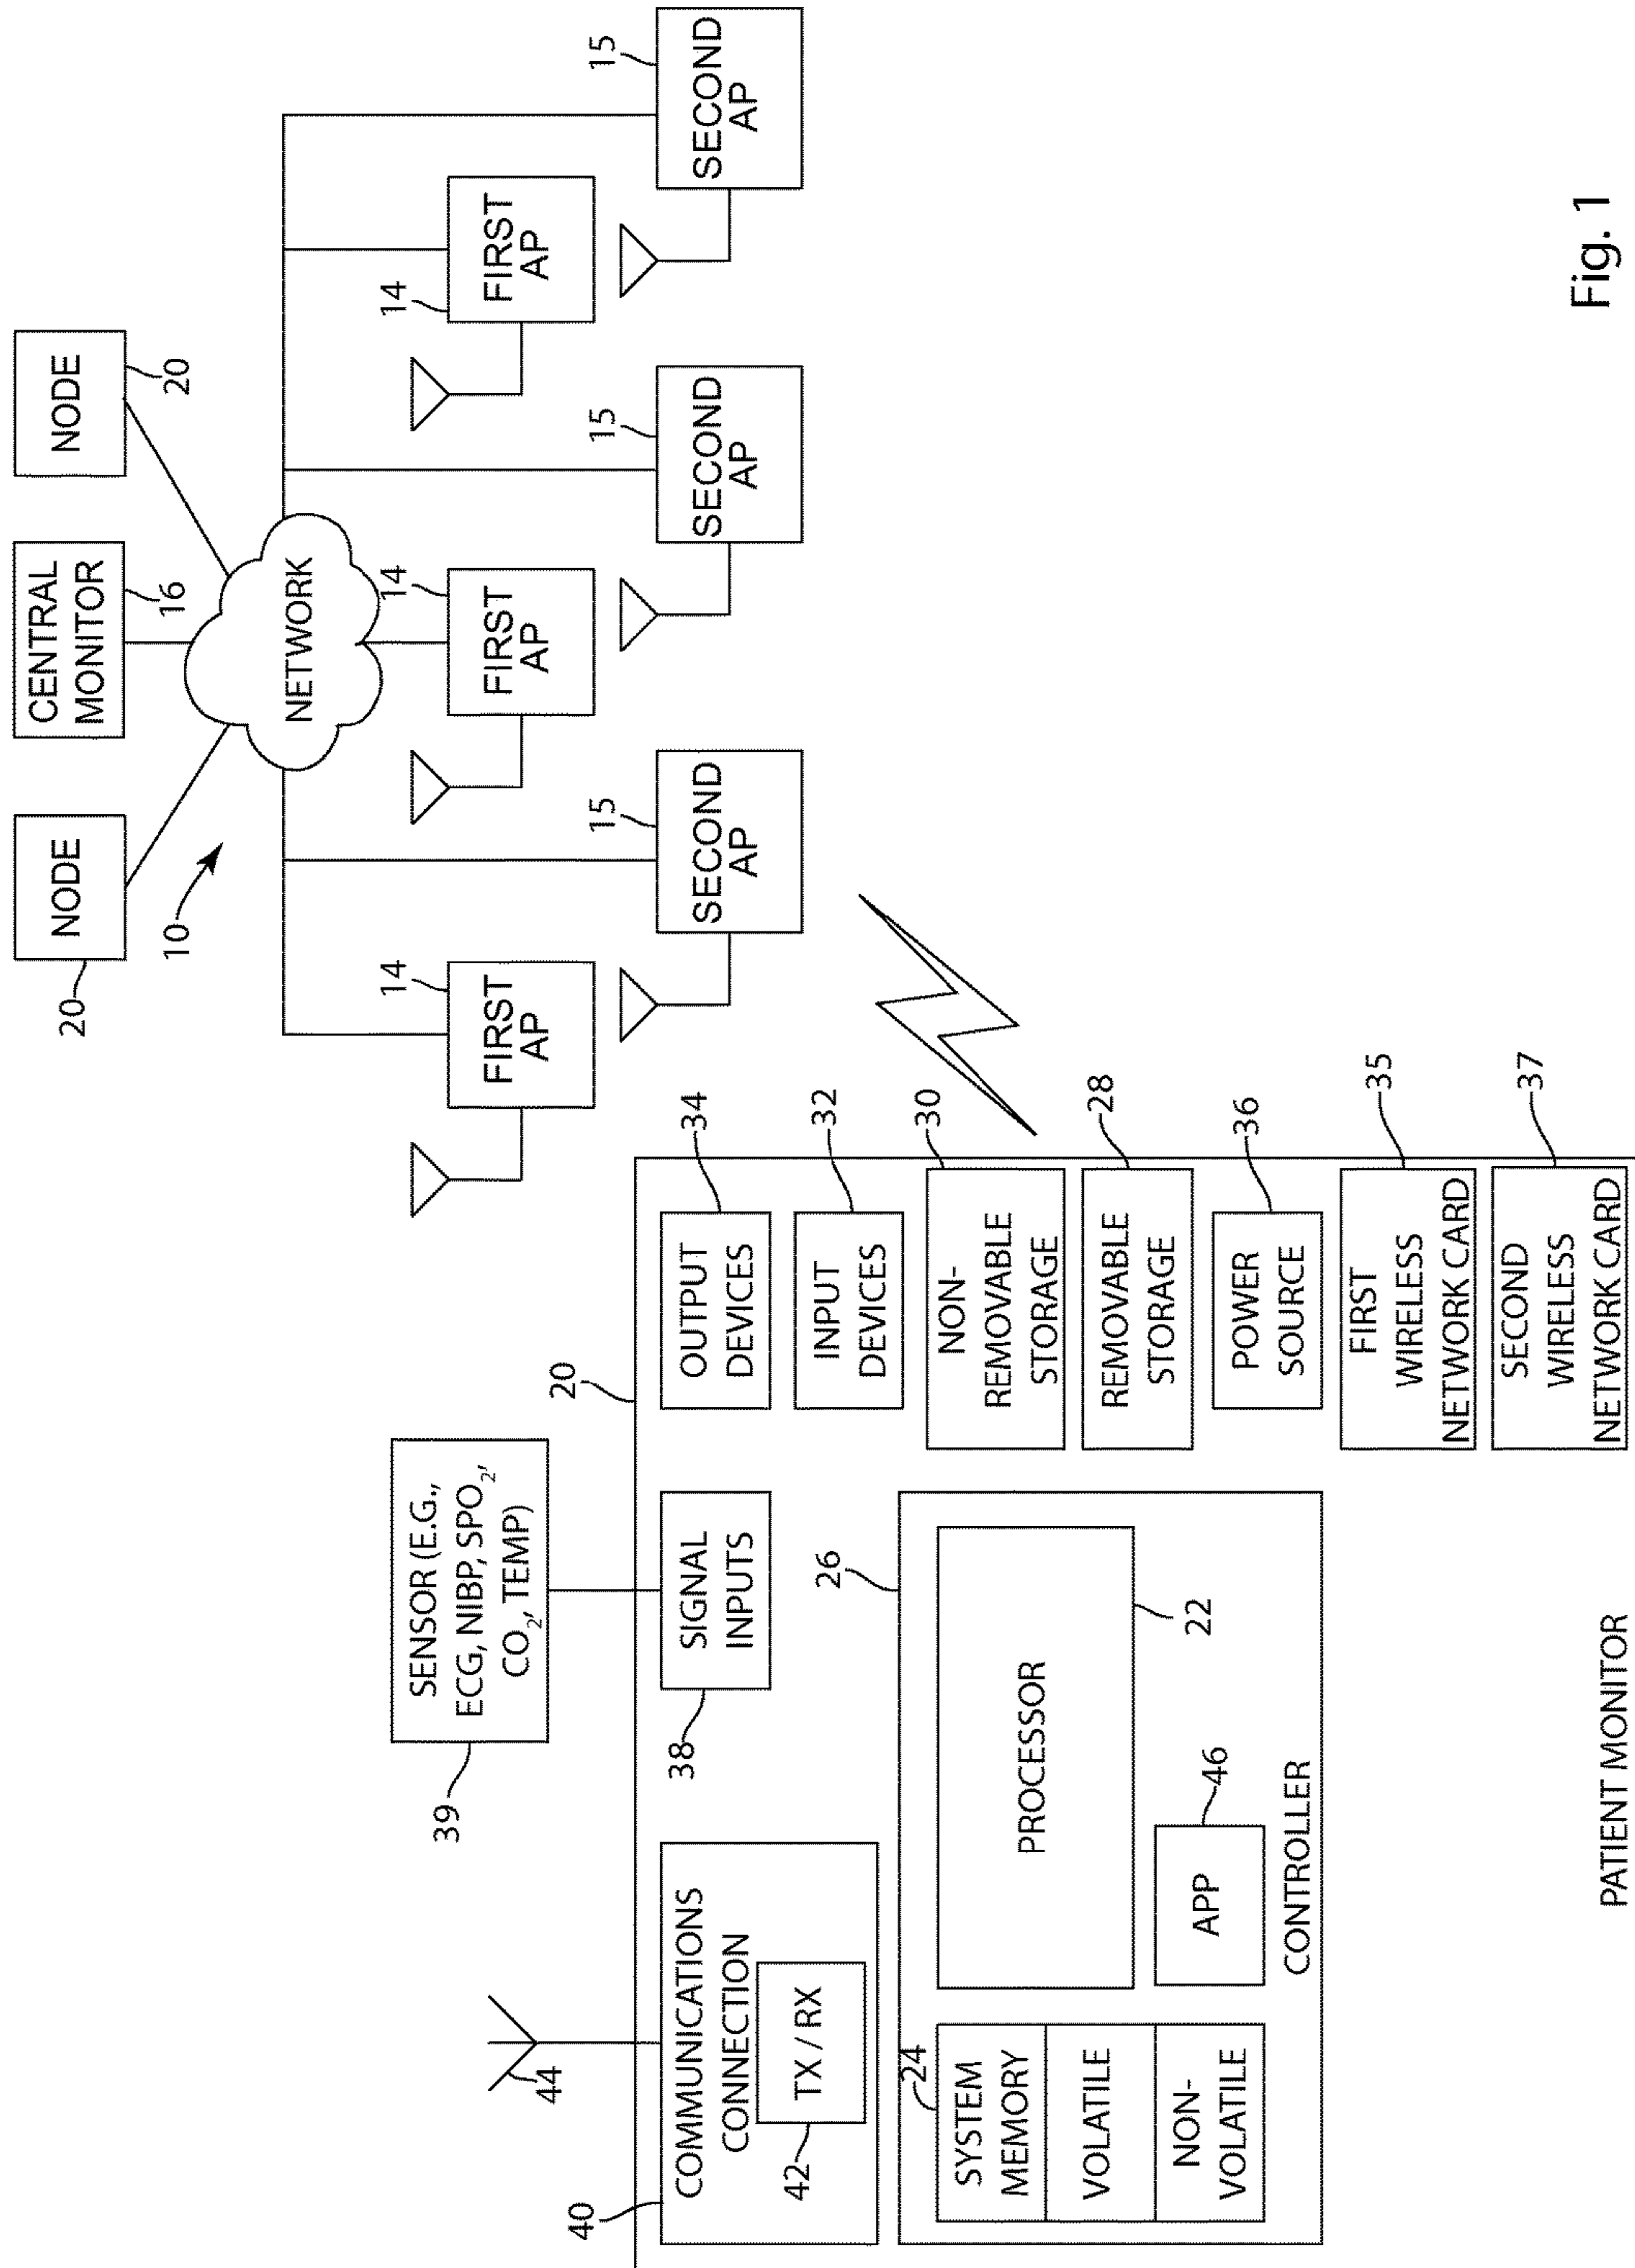 NODE
20
CENTRAL
MONITOR
16
NODE
20
10
NETWORK
FIRST
AP
14
FIRST
AP
14
FIRST
AP
14
SECOND
AP
15
SECOND
AP
15
SECOND
AP
15
SENSOR (E.G.,
ECG, NIBP, SPO₂,
CO₂, TEMP)
39
44
20
40
COMMUNICATIONS
CONNECTION
TX / RX
42
SIGNAL
INPUTS
38
OUTPUT
DEVICES
34
INPUT
DEVICES
32
NON-
REMOVABLE
STORAGE
30
REMOVABLE
STORAGE
28
POWER
SOURCE
36
FIRST
WIRELESS
NETWORK CARD
35
SECOND
WIRELESS
NETWORK CARD
37
26
24
SYSTEM
MEMORY
VOLATILE
NON-
VOLATILE
PROCESSOR
22
APP
46
CONTROLLER
PATIENT MONITOR
Fig. 1